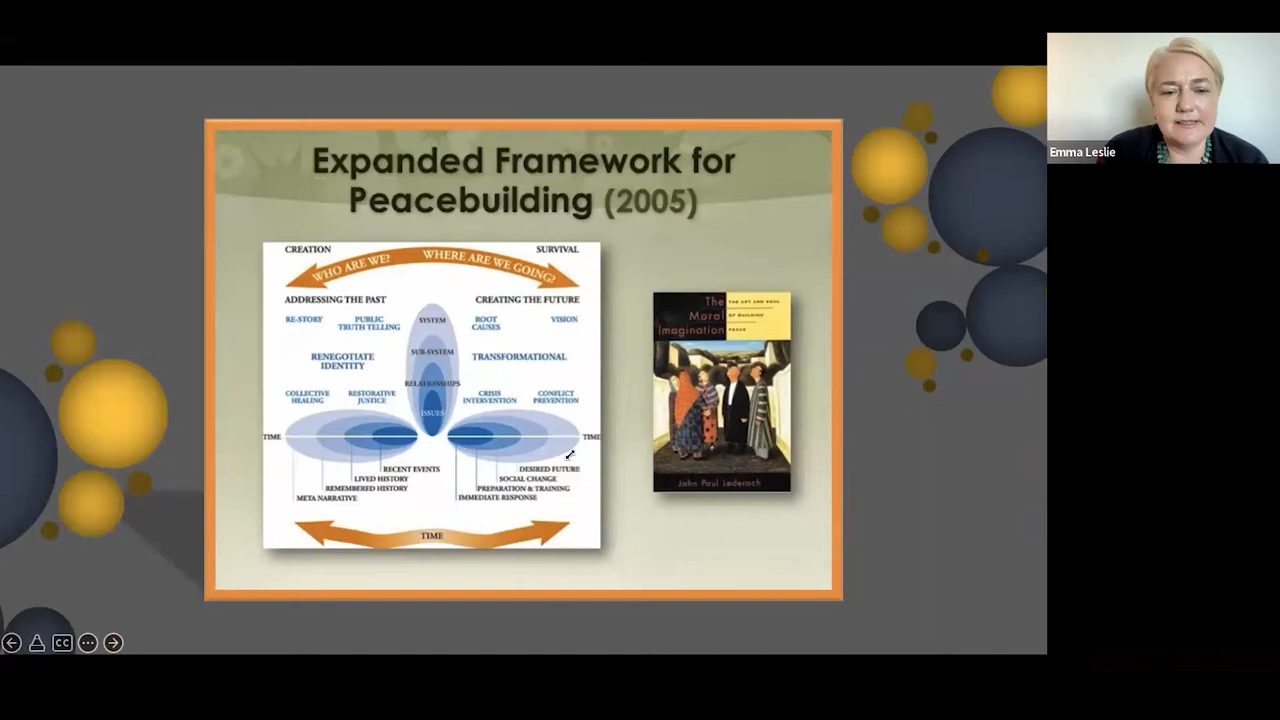 Expanded Framework for
Peacebuilding (2005)
CREATION
SURVIVAL
WHO ARE WE?
WHERE ARE WE GOING?
ADDRESSING THE PAST
CREATING THE FUTURE
RE-STORY
PUBLIC
TRUTH TELLING
SYSTEM
ROOT
CAUSES
VISION
RENEGOTIATE
IDENTITY
SUB-SYSTEM
TRANSFORMATIONAL
RELATIONSHIPS
COLLECTIVE
HEALING
RESTORATIVE
JUSTICE
ISSUES
CRISIS
INTERVENTION
CONFLICT
PREVENTION
TIME
TIME
RECENT EVENTS
LIVED HISTORY
REMEMBERED HISTORY
META NARRATIVE
DESIRED FUTURE
SOCIAL CHANGE
PREPARATION & TRAINING
IMMEDIATE RESPONSE
TIME
The
Moral
Imagination
THE ART AND SOUL
OF BUILDING
PEACE
John Paul Lederach
Emma Leslie
CC